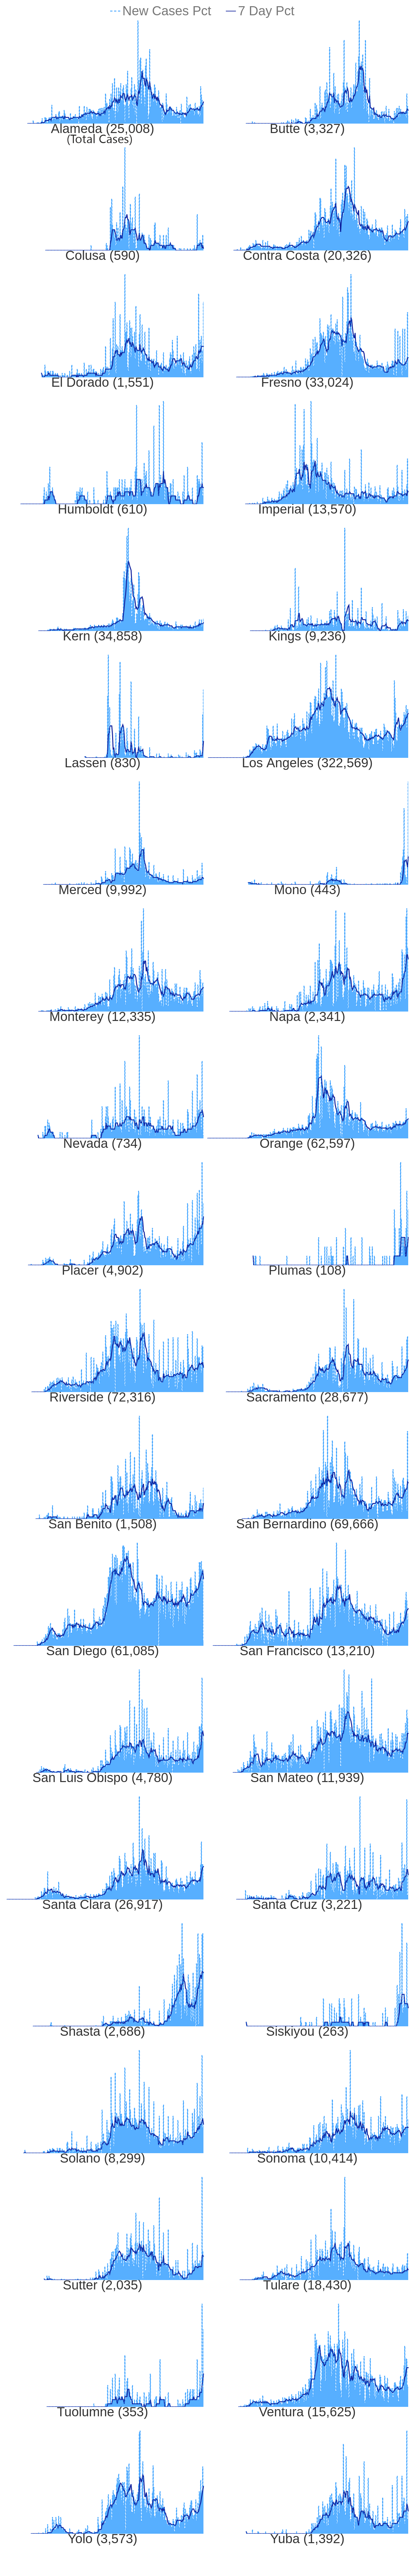 New Cases Pct 7 Day Pct
Alameda (25,008) Butte (3,327)
(Total Cases)
Colusa (590) Contra Costa (20,326)
El Dorado (1,551) Fresno (33,024)
Humboldt (610) Imperial (13,570)
Kern (34,858) Kings (9,236)
Lassen (830) Los Angeles (322,569)
Merced (9,992) Mono (443)
Monterey (12,335) Napa (2,341)
Nevada (734) Orange (62,597)
Placer (4,902) Plumas (108)
Riverside (72,316) Sacramento (28,677)
San Benito (1,508) San Bernardino (69,666)
San Diego (61,085) San Francisco (13,210)
San Luis Obispo (4,780) San Mateo (11,939)
Santa Clara (26,917) Santa Cruz (3,221)
Shasta (2,686) Siskiyou (263)
Solano (8,299) Sonoma (10,414)
Sutter (2,035) Tulare (18,430)
Tuolumne (353) Ventura (15,625)
Yolo (3,573) Yuba (1,392)